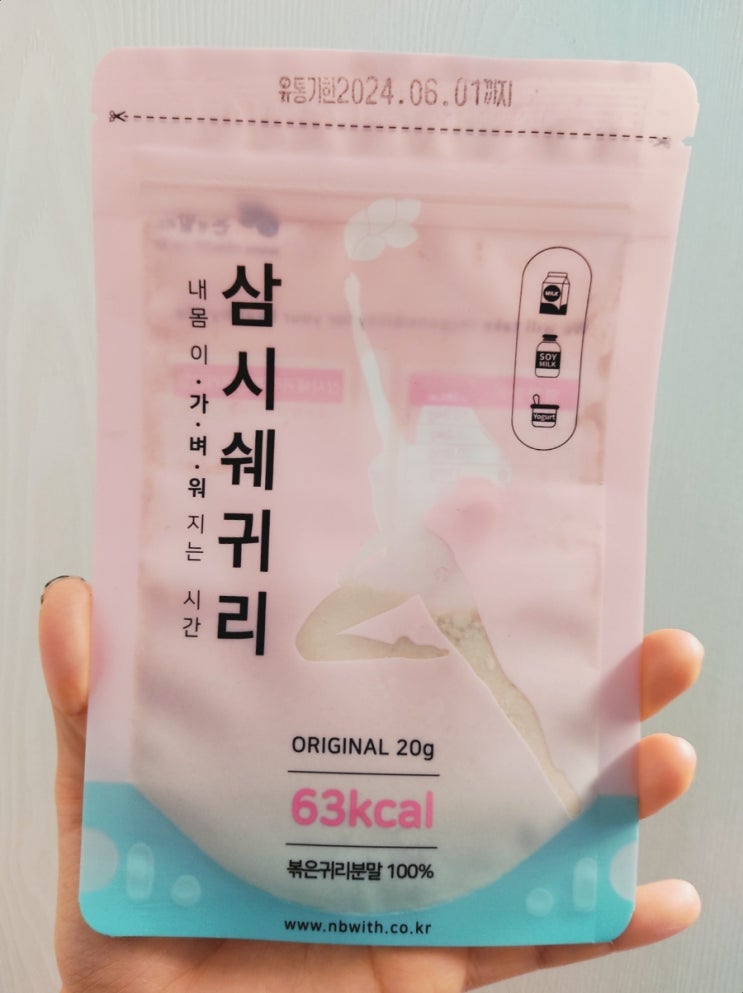 유통기한2024.06.01까지
삼시쉐귀리
내 몸 이·가·벼·워 지는 시간
MILK
SOY
MILK
Yogurt
ORIGINAL 20g
63kcal
볶은귀리분말 100%
www.nbwith.co.kr